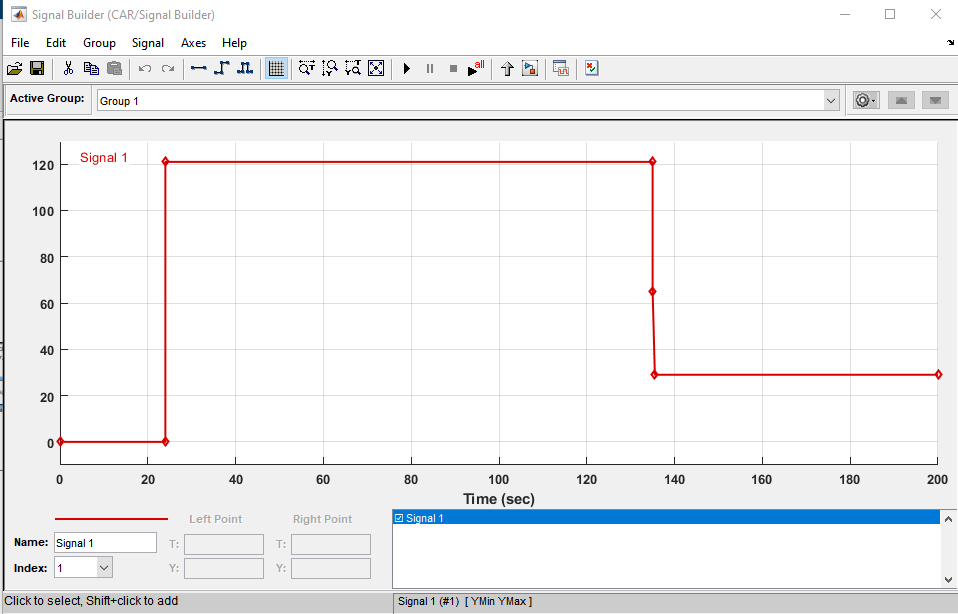 Signal Builder (CAR/Signal Builder)
File Edit Group Signal Axes Help
all
Active Group: Group 1
Signal 1
120
100
80
60
40
20
0
0 20 40 60 80 100 120 140 160 180 200
Time (sec)
Left Point Right Point
Name: Signal 1 T: T:
Index: 1 Y: Y:
Signal 1
Click to select, Shift+click to add Signal 1 (#1) [ YMin YMax ]